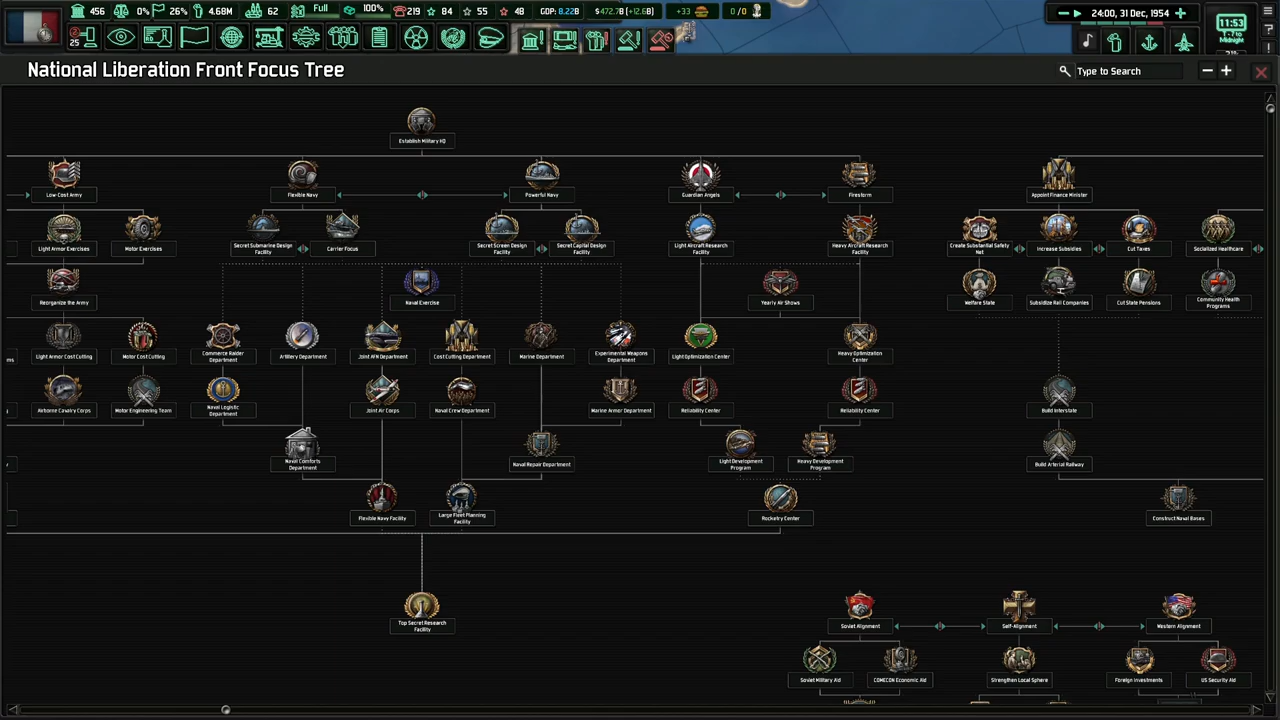 456 0% 26% 4.68M 62 Full 100% 219 84 55 48 GDP: 8.22B $472.7B (+12.6B) +33 0/0
24:00, 31 Dec, 1954
11:53
T-7 to
Midnight
25
National Liberation Front Focus Tree
Type to Search
Establish Military HQ
Low Cost Army
Flexible Navy
Powerful Navy
Guardian Angels
Firestorm
Appoint Finance Minister
Light Armor Exercises
Motor Exercises
Secret Submarine Design
Facility
Carrier Focus
Secret Screen Design
Facility
Secret Capital Design
Facility
Light Aircraft Research
Facility
Heavy Aircraft Research
Facility
Create Substantial Safety
Net
Increase Subsidies
Cut Taxes
Socialized Healthcare
Reorganize the Army
Naval Exercise
Yearly Air Shows
Welfare State
Subsidize Rail Companies
Cut State Pensions
Community Health
Programs
Light Armor Cost Cutting
Motor Cost Cutting
Commerce Raider
Department
Artillery Department
Joint AFN Department
Cost Cutting Department
Marine Department
Experimental Weapons
Department
Light Optimization Center
Heavy Optimization
Center
Airborne Cavalry Corps
Motor Engineering Team
Naval Logistic
Department
Joint Air Corps
Naval Crew Department
Marine Armor Department
Reliability Center
Reliability Center
Build Interstate
Naval Comforts
Department
Naval Repair Department
Light Development
Program
Heavy Development
Program
Build Arterial Railway
Flexible Navy Facility
Large Fleet Planning
Facility
Rocketry Center
Construct Naval Bases
Top Secret Research
Facility
Soviet Alignment
Self-Alignment
Western Alignment
Soviet Military Aid
COMECON Economic Aid
Strengthen Local Sphere
Foreign Investments
US Security Aid